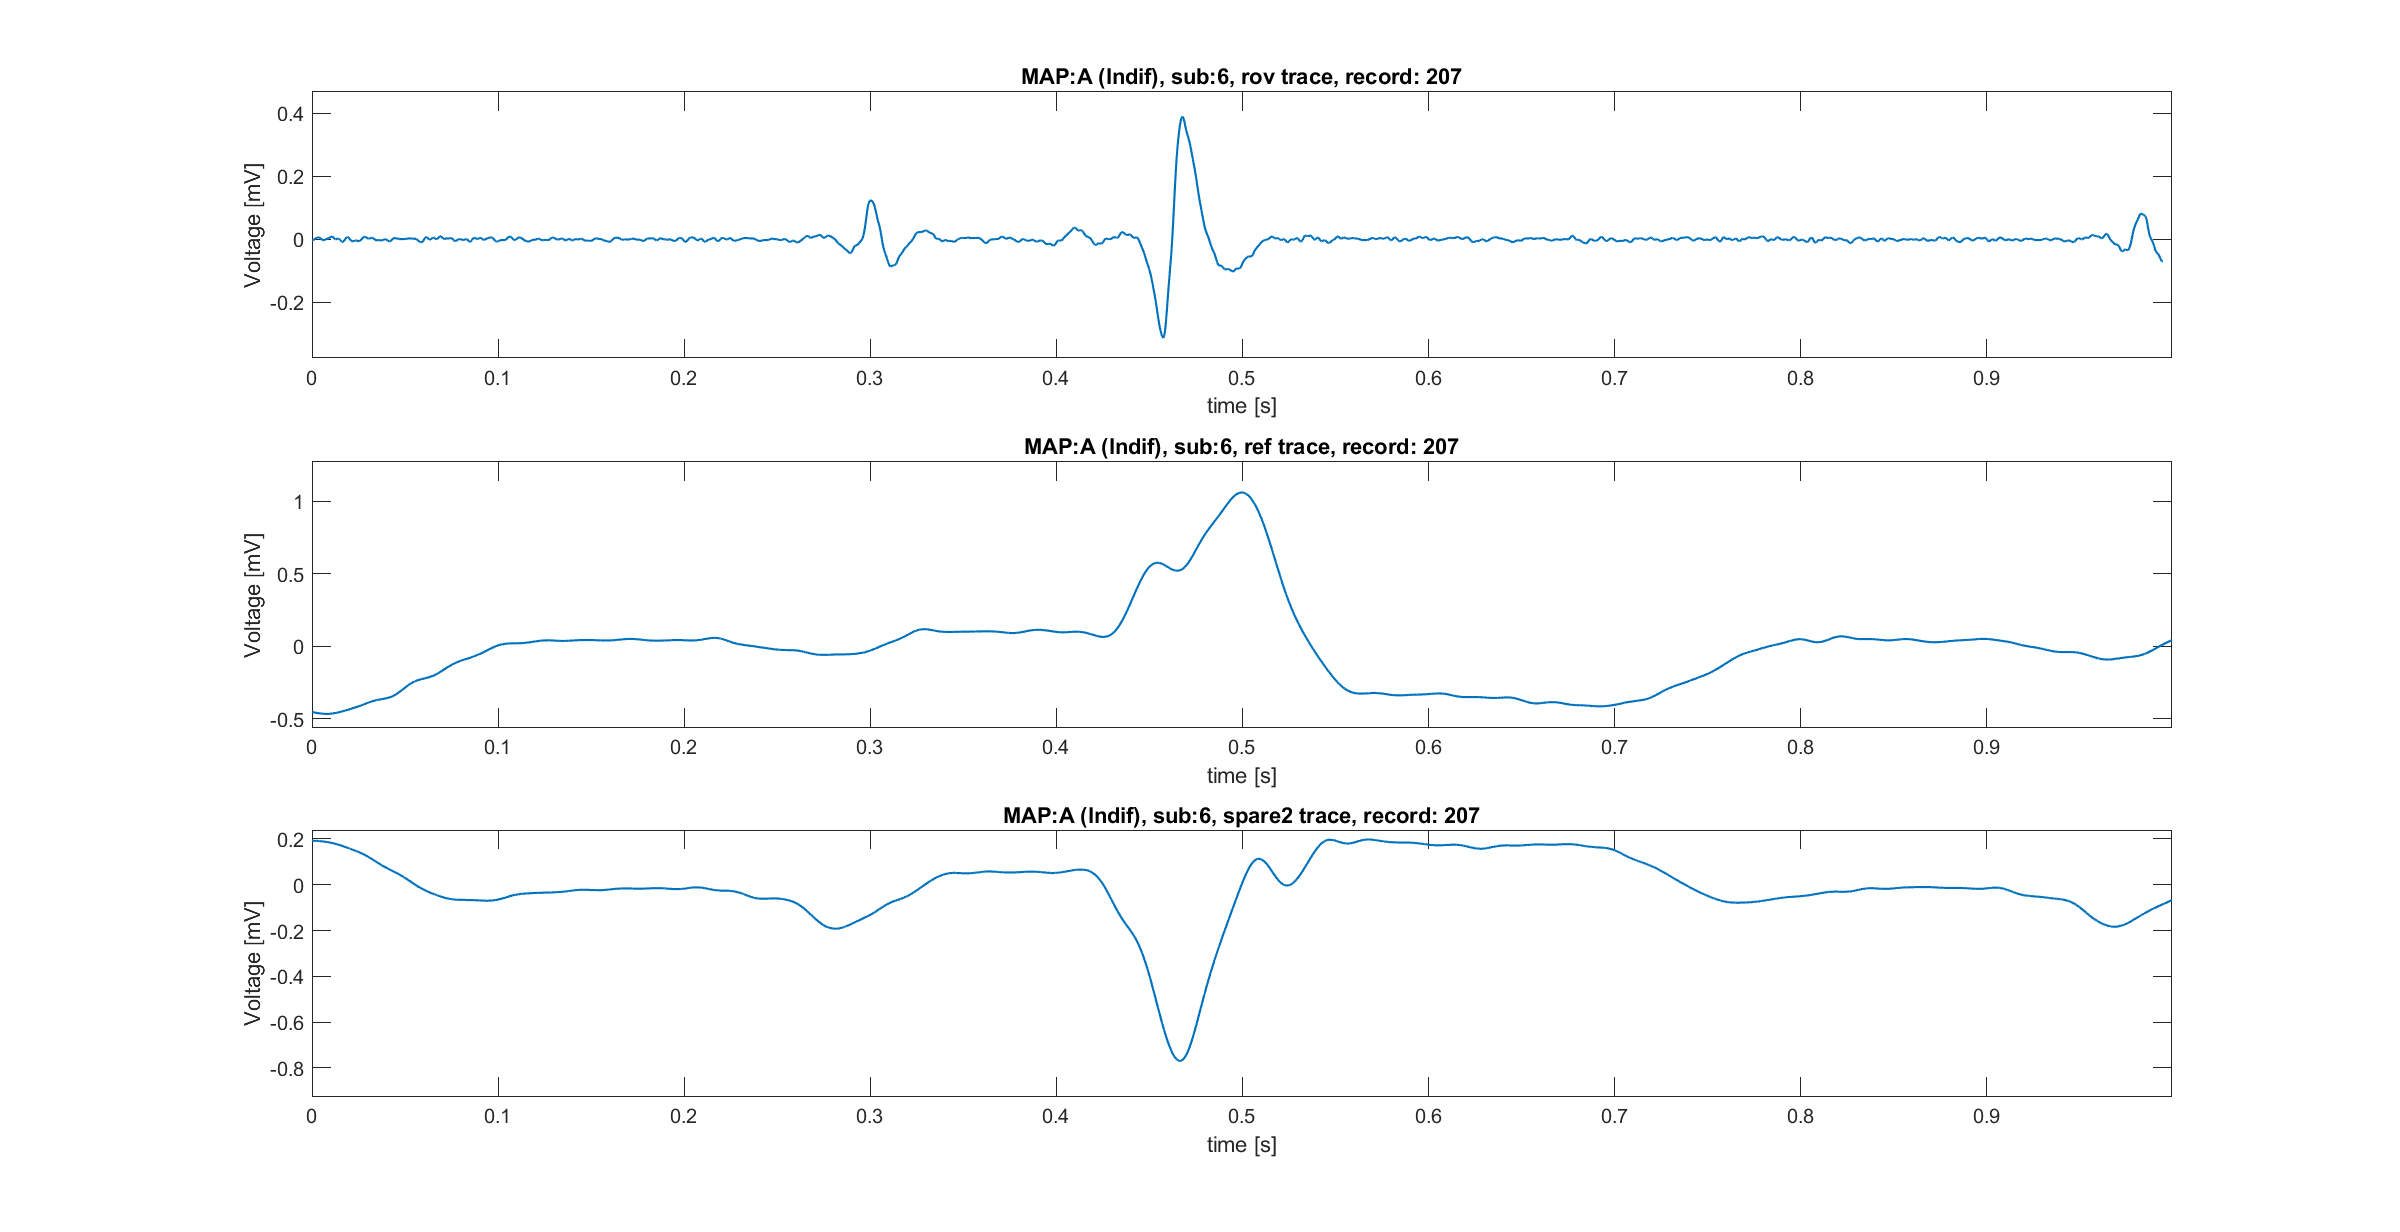 MAP:A (Indif), sub:6, rov trace, record: 207
Voltage [mV]
0.4
0.2
0
-0.2
0 0.1 0.2 0.3 0.4 0.5 0.6 0.7 0.8 0.9
time [s]
MAP:A (Indif), sub:6, ref trace, record: 207
Voltage [mV]
1
0.5
0
-0.5
0 0.1 0.2 0.3 0.4 0.5 0.6 0.7 0.8 0.9
time [s]
MAP:A (Indif), sub:6, spare2 trace, record: 207
Voltage [mV]
0.2
0
-0.2
-0.4
-0.6
-0.8
0 0.1 0.2 0.3 0.4 0.5 0.6 0.7 0.8 0.9
time [s]